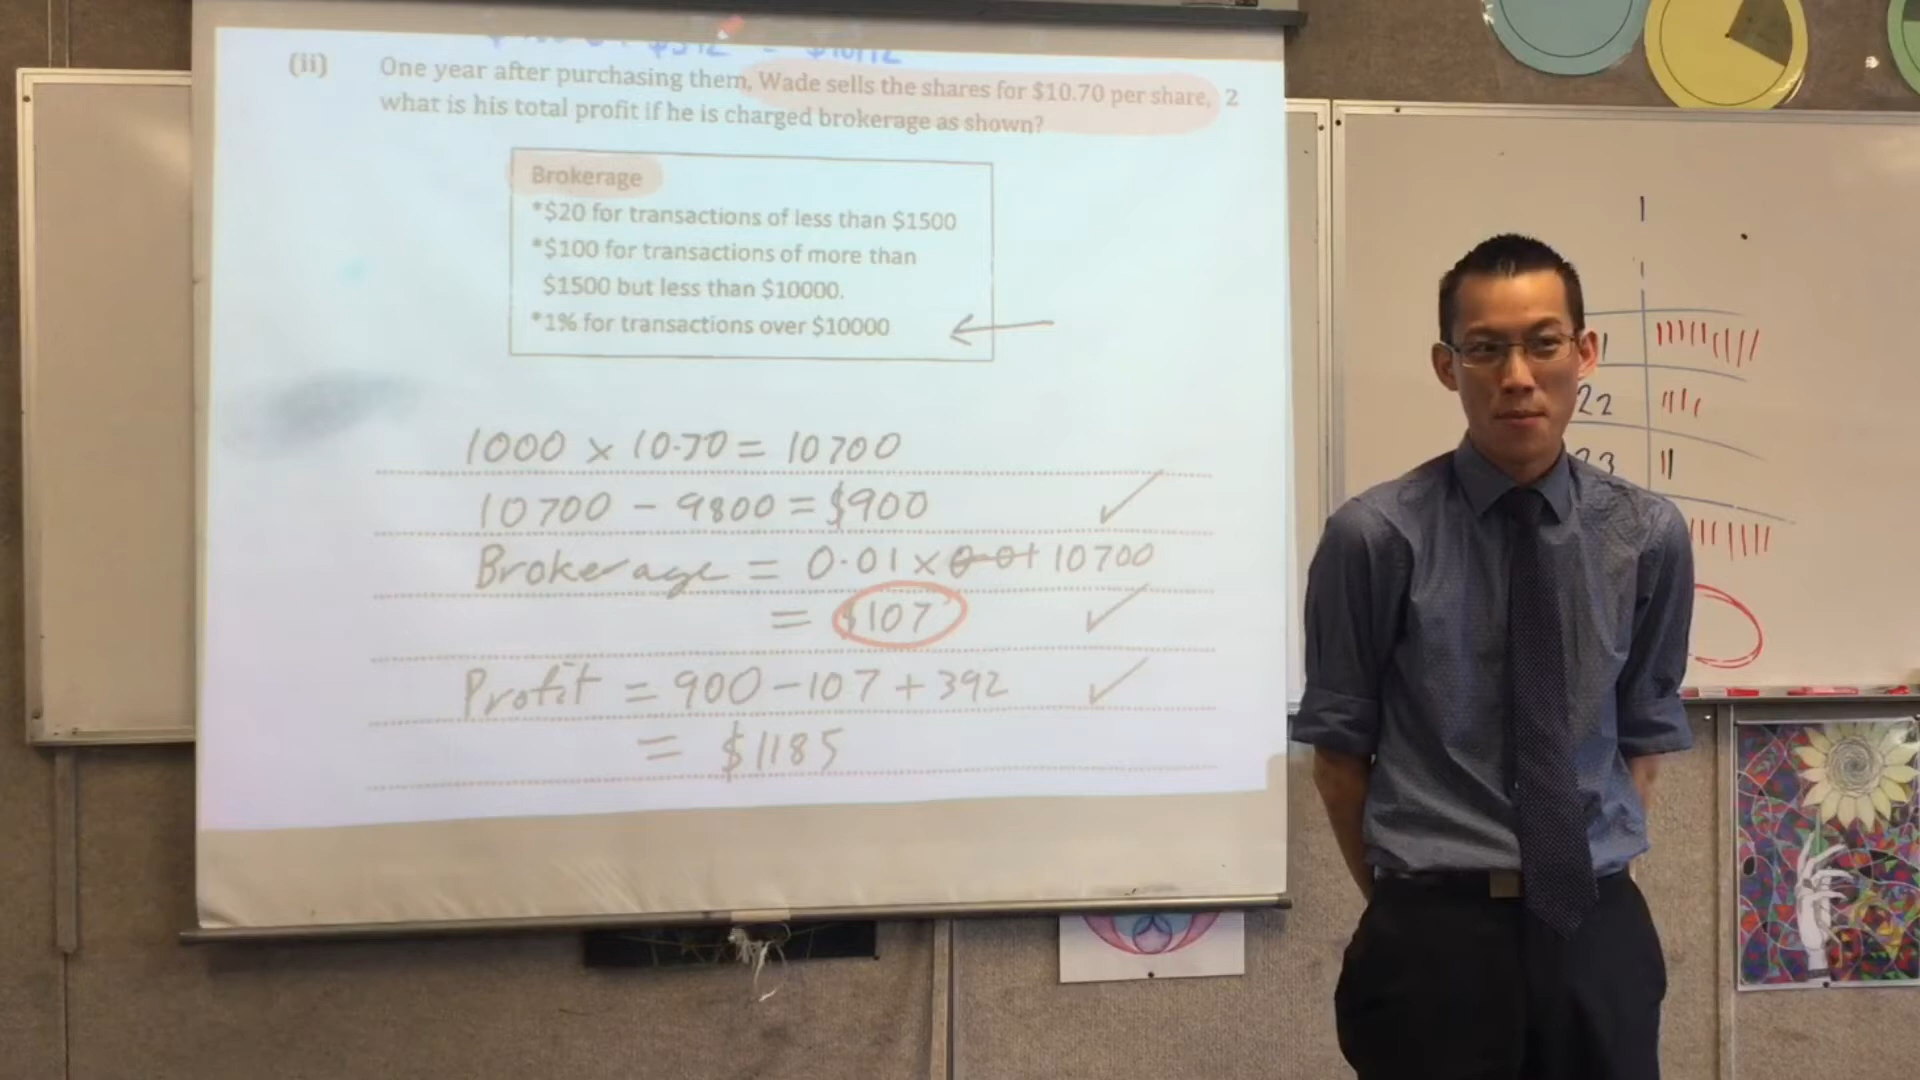 (ii) One year after purchasing them, Wade sells the shares for $10.70 per share, 2
what is his total profit if he is charged brokerage as shown?
Brokerage
*$20 for transactions of less than $1500
*$100 for transactions of more than
$1500 but less than $10000.
*1% for transactions over $10000
1000 × 10.70 = 10700
10700 - 9800 = $900
Brokerage = 0.01 × 0.01 10700
= $107
Profit = 900 - 107 + 392
= $1185
22
23